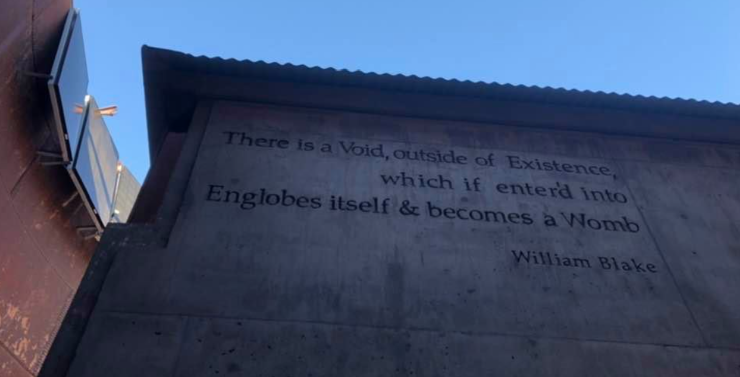 There is a Void, outside of Existence,
which if enter'd into
Englobes itself & becomes a Womb
William Blake